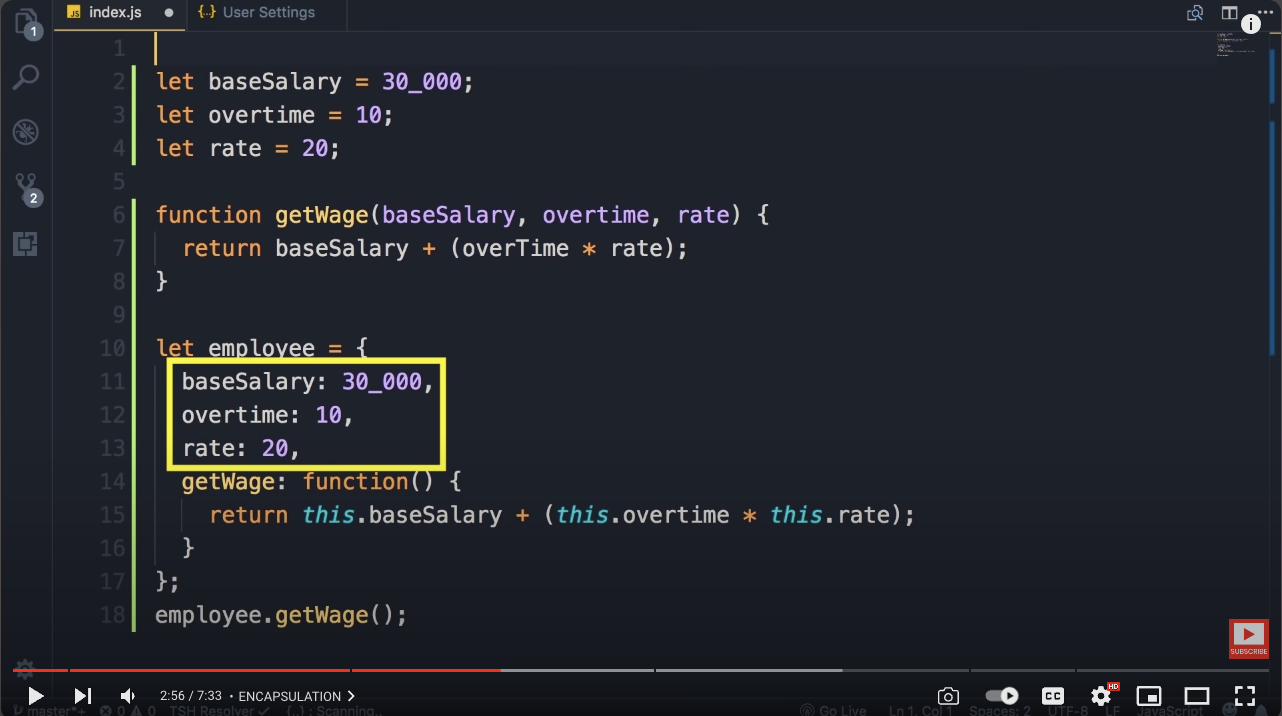 1
index.js
{..} User Settings
i
1
2 let baseSalary = 30_000;
3 let overtime = 10;
4 let rate = 20;
5
2
6 function getWage(baseSalary, overtime, rate) {
7 return baseSalary + (overTime * rate);
8 }
9
10 let employee = {
11 baseSalary: 30_000,
12 overtime: 10,
13 rate: 20,
14 getWage: function() {
15 return this.baseSalary + (this.overtime * this.rate);
16 }
17 };
18 employee.getWage();
SUBSCRIBE
2:56 / 7:33 • ENCAPSULATION >
CC
HD
master*+ 0 0 TSH Resolver ✓ {..} : Scanning.. Go Live Ln 1, Col 1 Spaces: 2 UTF-8 LF JavaScript